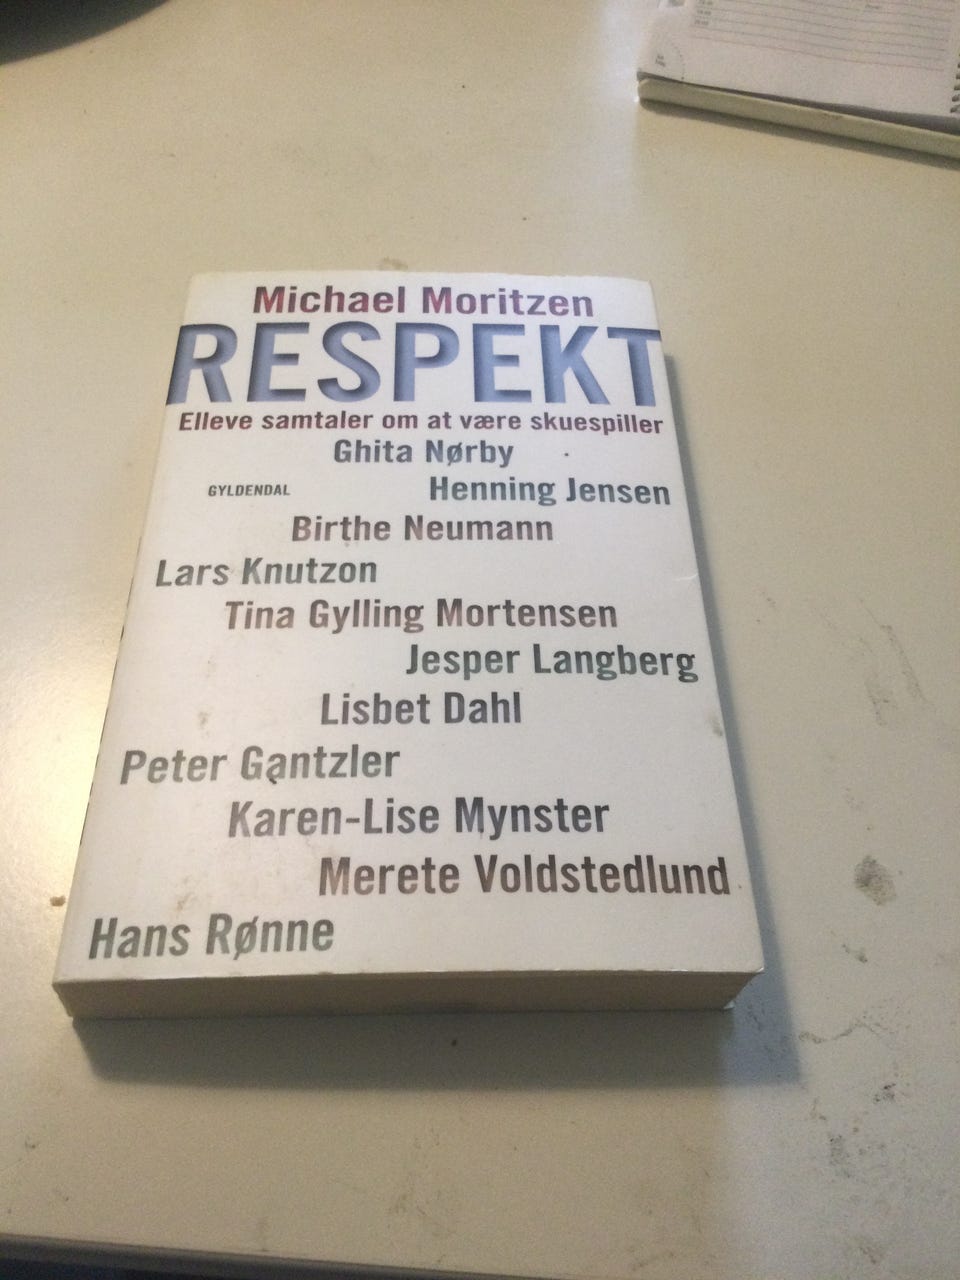 Michael Moritzen
RESPEKT
Elleve samtaler om at være skuespiller
Ghita Nørby
GYLDENDAL
Henning Jensen
Birthe Neumann
Lars Knutzon
Tina Gylling Mortensen
Jesper Langberg
Lisbet Dahl
Peter Gantzler
Karen-Lise Mynster
Merete Voldstedlund
Hans Rønne